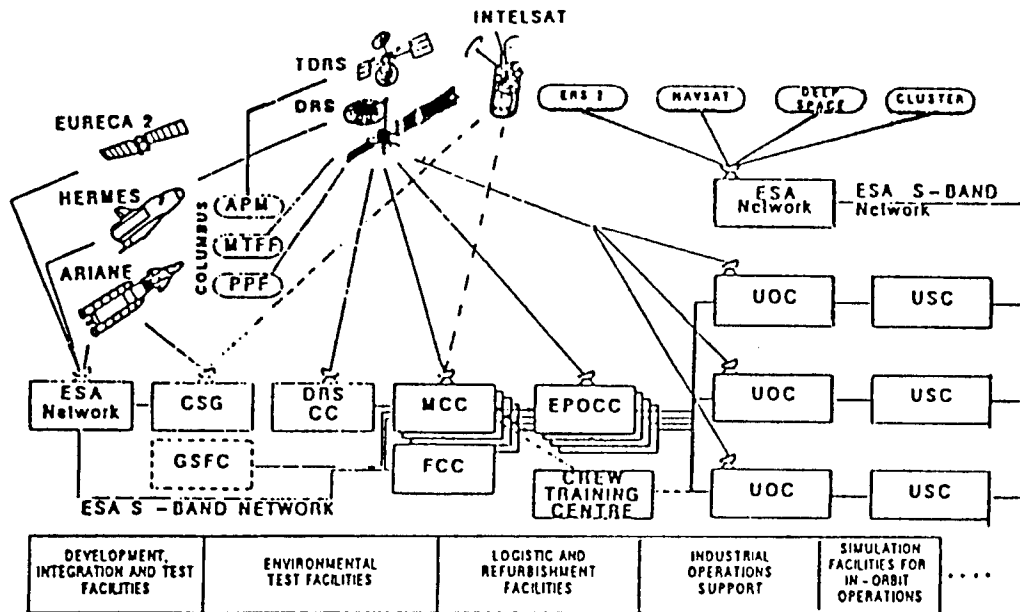 INTELSAT
TDRS
DRS
EURECA 2
HERMES
ARIANE
COLUMBUS
APM
MTFF
PPF
ERS 2
NAVSAT
DEEP
SPACE
CLUSTER
ESA
Network
ESA S-BAND
Network
UOC
USC
UOC
USC
UOC
USC
ESA
Network
CSG
DRS
CC
MCC
EPOCC
GSFC
FCC
CREW
TRAINING
CENTRE
ESA S-BAND NETWORK
DEVELOPMENT,
INTEGRATION AND TEST
FACILITIES
ENVIRONMENTAL
TEST FACILITIES
LOGISTIC AND
REFURBISHMENT
FACILITIES
INDUSTRIAL
OPERATIONS
SUPPORT
SIMULATION
FACILITIES FOR
IN-ORBIT
OPERATIONS
....